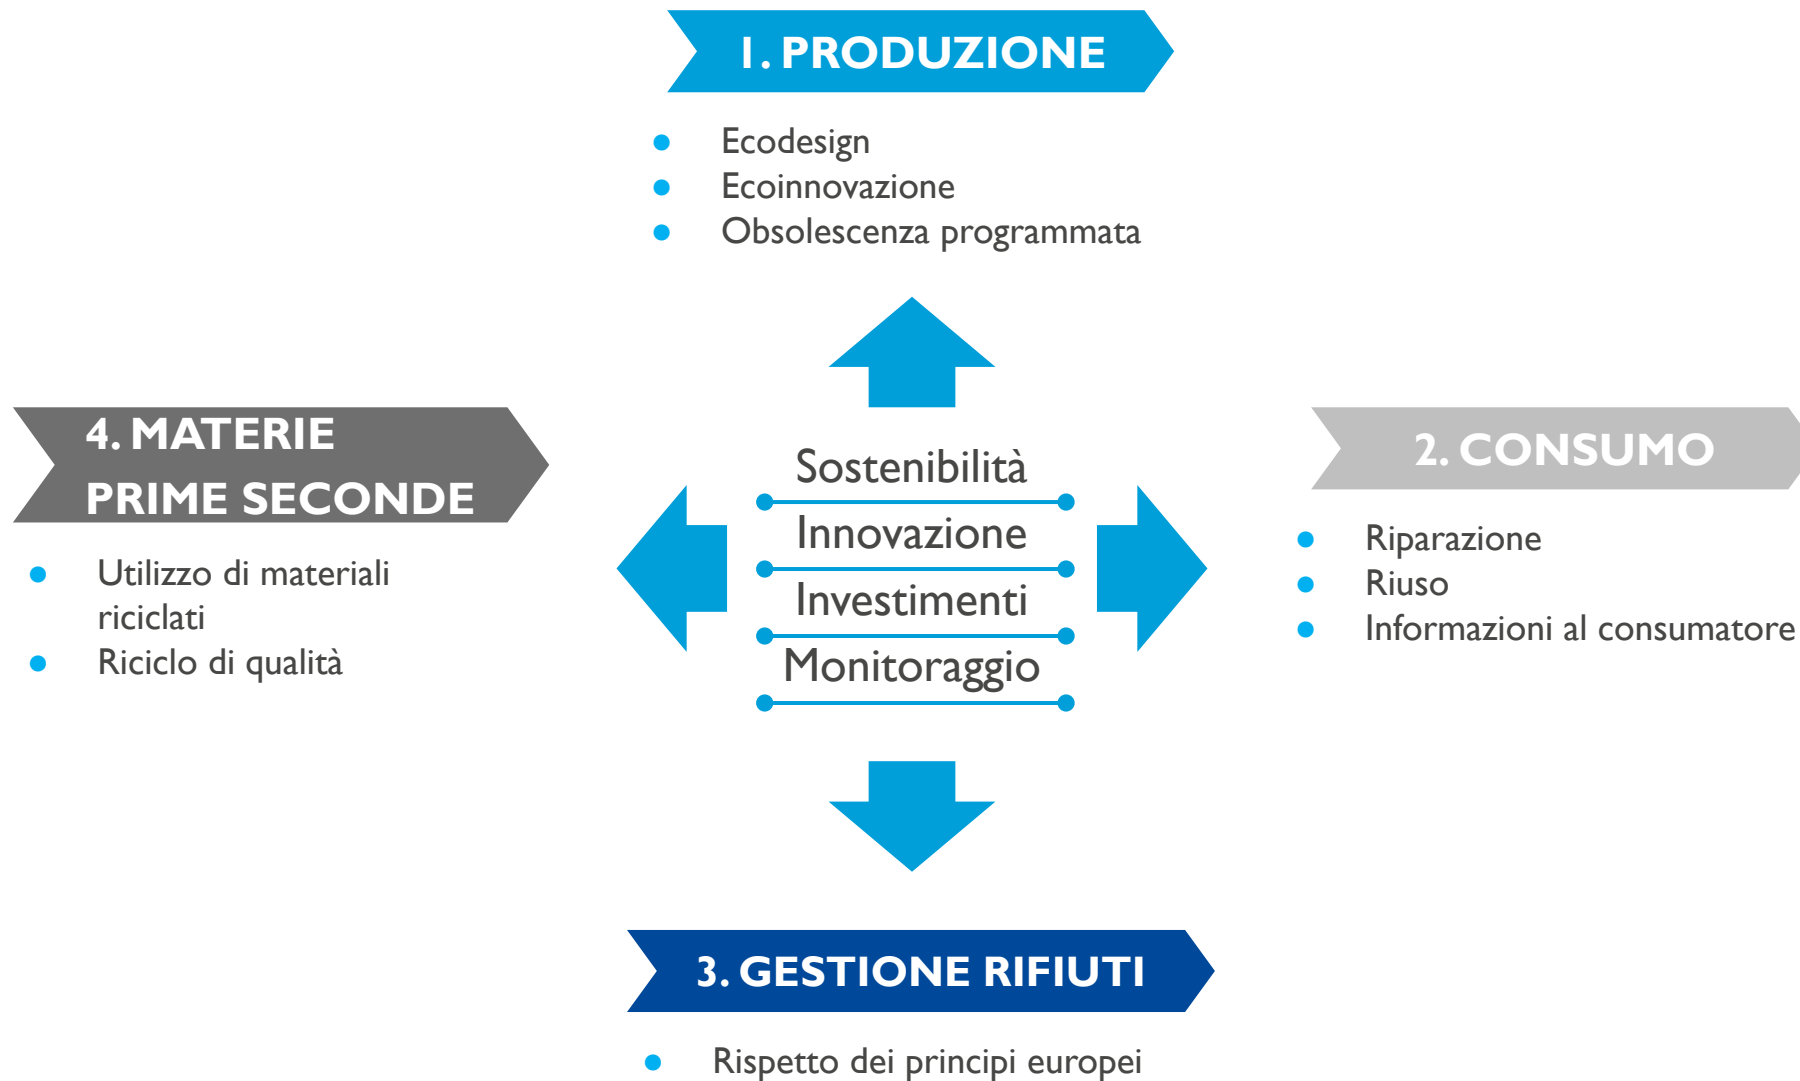 1. PRODUZIONE
Ecodesign
Ecoinnovazione
Obsolescenza programmata
4. MATERIE
PRIME SECONDE
Utilizzo di materiali
riciclati
Riciclo di qualità
Sostenibilità
Innovazione
Investimenti
Monitoraggio
2. CONSUMO
Riparazione
Riuso
Informazioni al consumatore
3. GESTIONE RIFIUTI
Rispetto dei principi europei